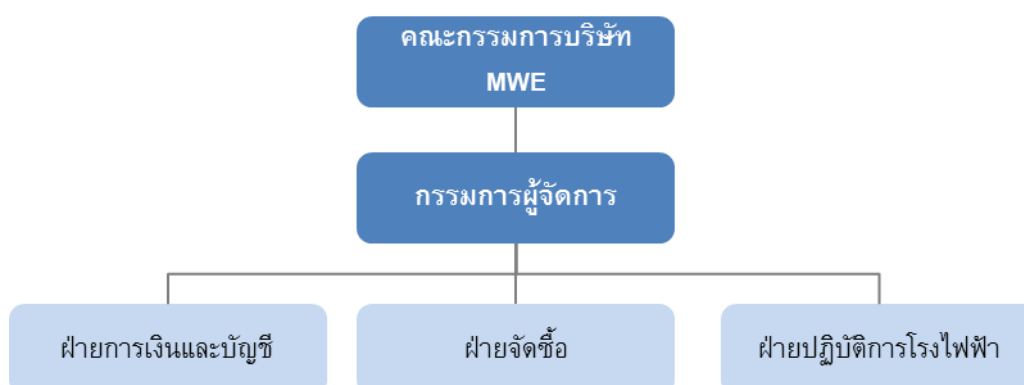 คณะกรรมการบริษัท
MWE
กรรมการผู้จัดการ
ฝ่ายการเงินและบัญชี
ฝ่ายจัดซื้อ
ฝ่ายปฏิบัติการโรงไฟฟ้า